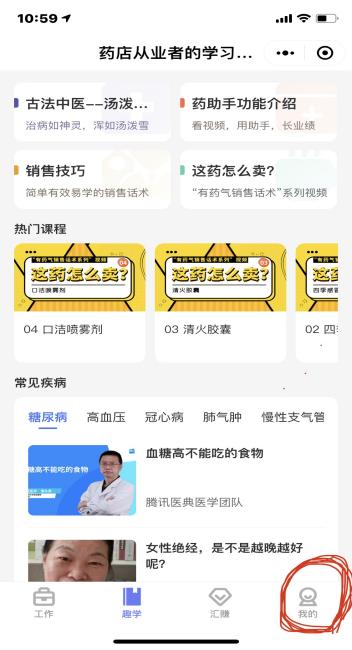 10:59
药店从业者的学习...
古法中医--汤泼...
治病如神灵，浑如汤泼雪
药助手功能介绍
看视频，用助手，长业绩
销售技巧
简单有效易学的销售话术
这药怎么卖?
“有药气销售话术”系列视频
热门课程
“有药气销售话术系列”视频
04
这药怎么卖?
口洁喷雾剂
04 口洁喷雾剂
“有药气销售话术系列”视频
03
这药怎么卖?
清火胶囊
03 清火胶囊
“有药气
这药
四季感冒
02 四季
常见疾病
糖尿病
高血压
冠心病
肺气肿
慢性支气管
糖高不能吃的食物
血糖高不能吃的食物
腾讯医典医学团队
女性绝经，是不是越晚越好
呢?
工作
趣学
汇赚
我的